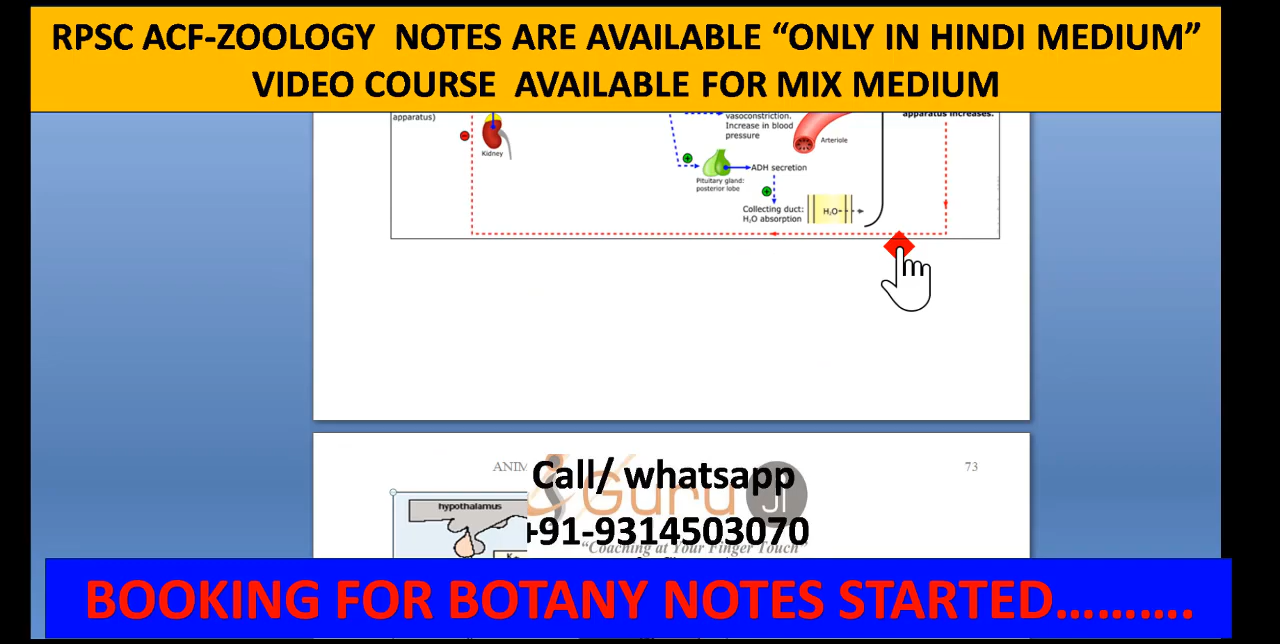 RPSC ACF-ZOOLOGY NOTES ARE AVAILABLE “ONLY IN HINDI MEDIUM”
VIDEO COURSE AVAILABLE FOR MIX MEDIUM
apparatus)
Kidney
vasoconstriction.
Increase in blood
pressure
Arteriole
apparatus increases.
ADH secretion
Pituitary gland:
posterior lobe
Collecting duct:
H₂O absorption
H₂O
73
Call/ whatsapp
Guru JI
+91-9314503070
“Coaching at Your Finger Touch”
hypothalamus
BOOKING FOR BOTANY NOTES STARTED……….